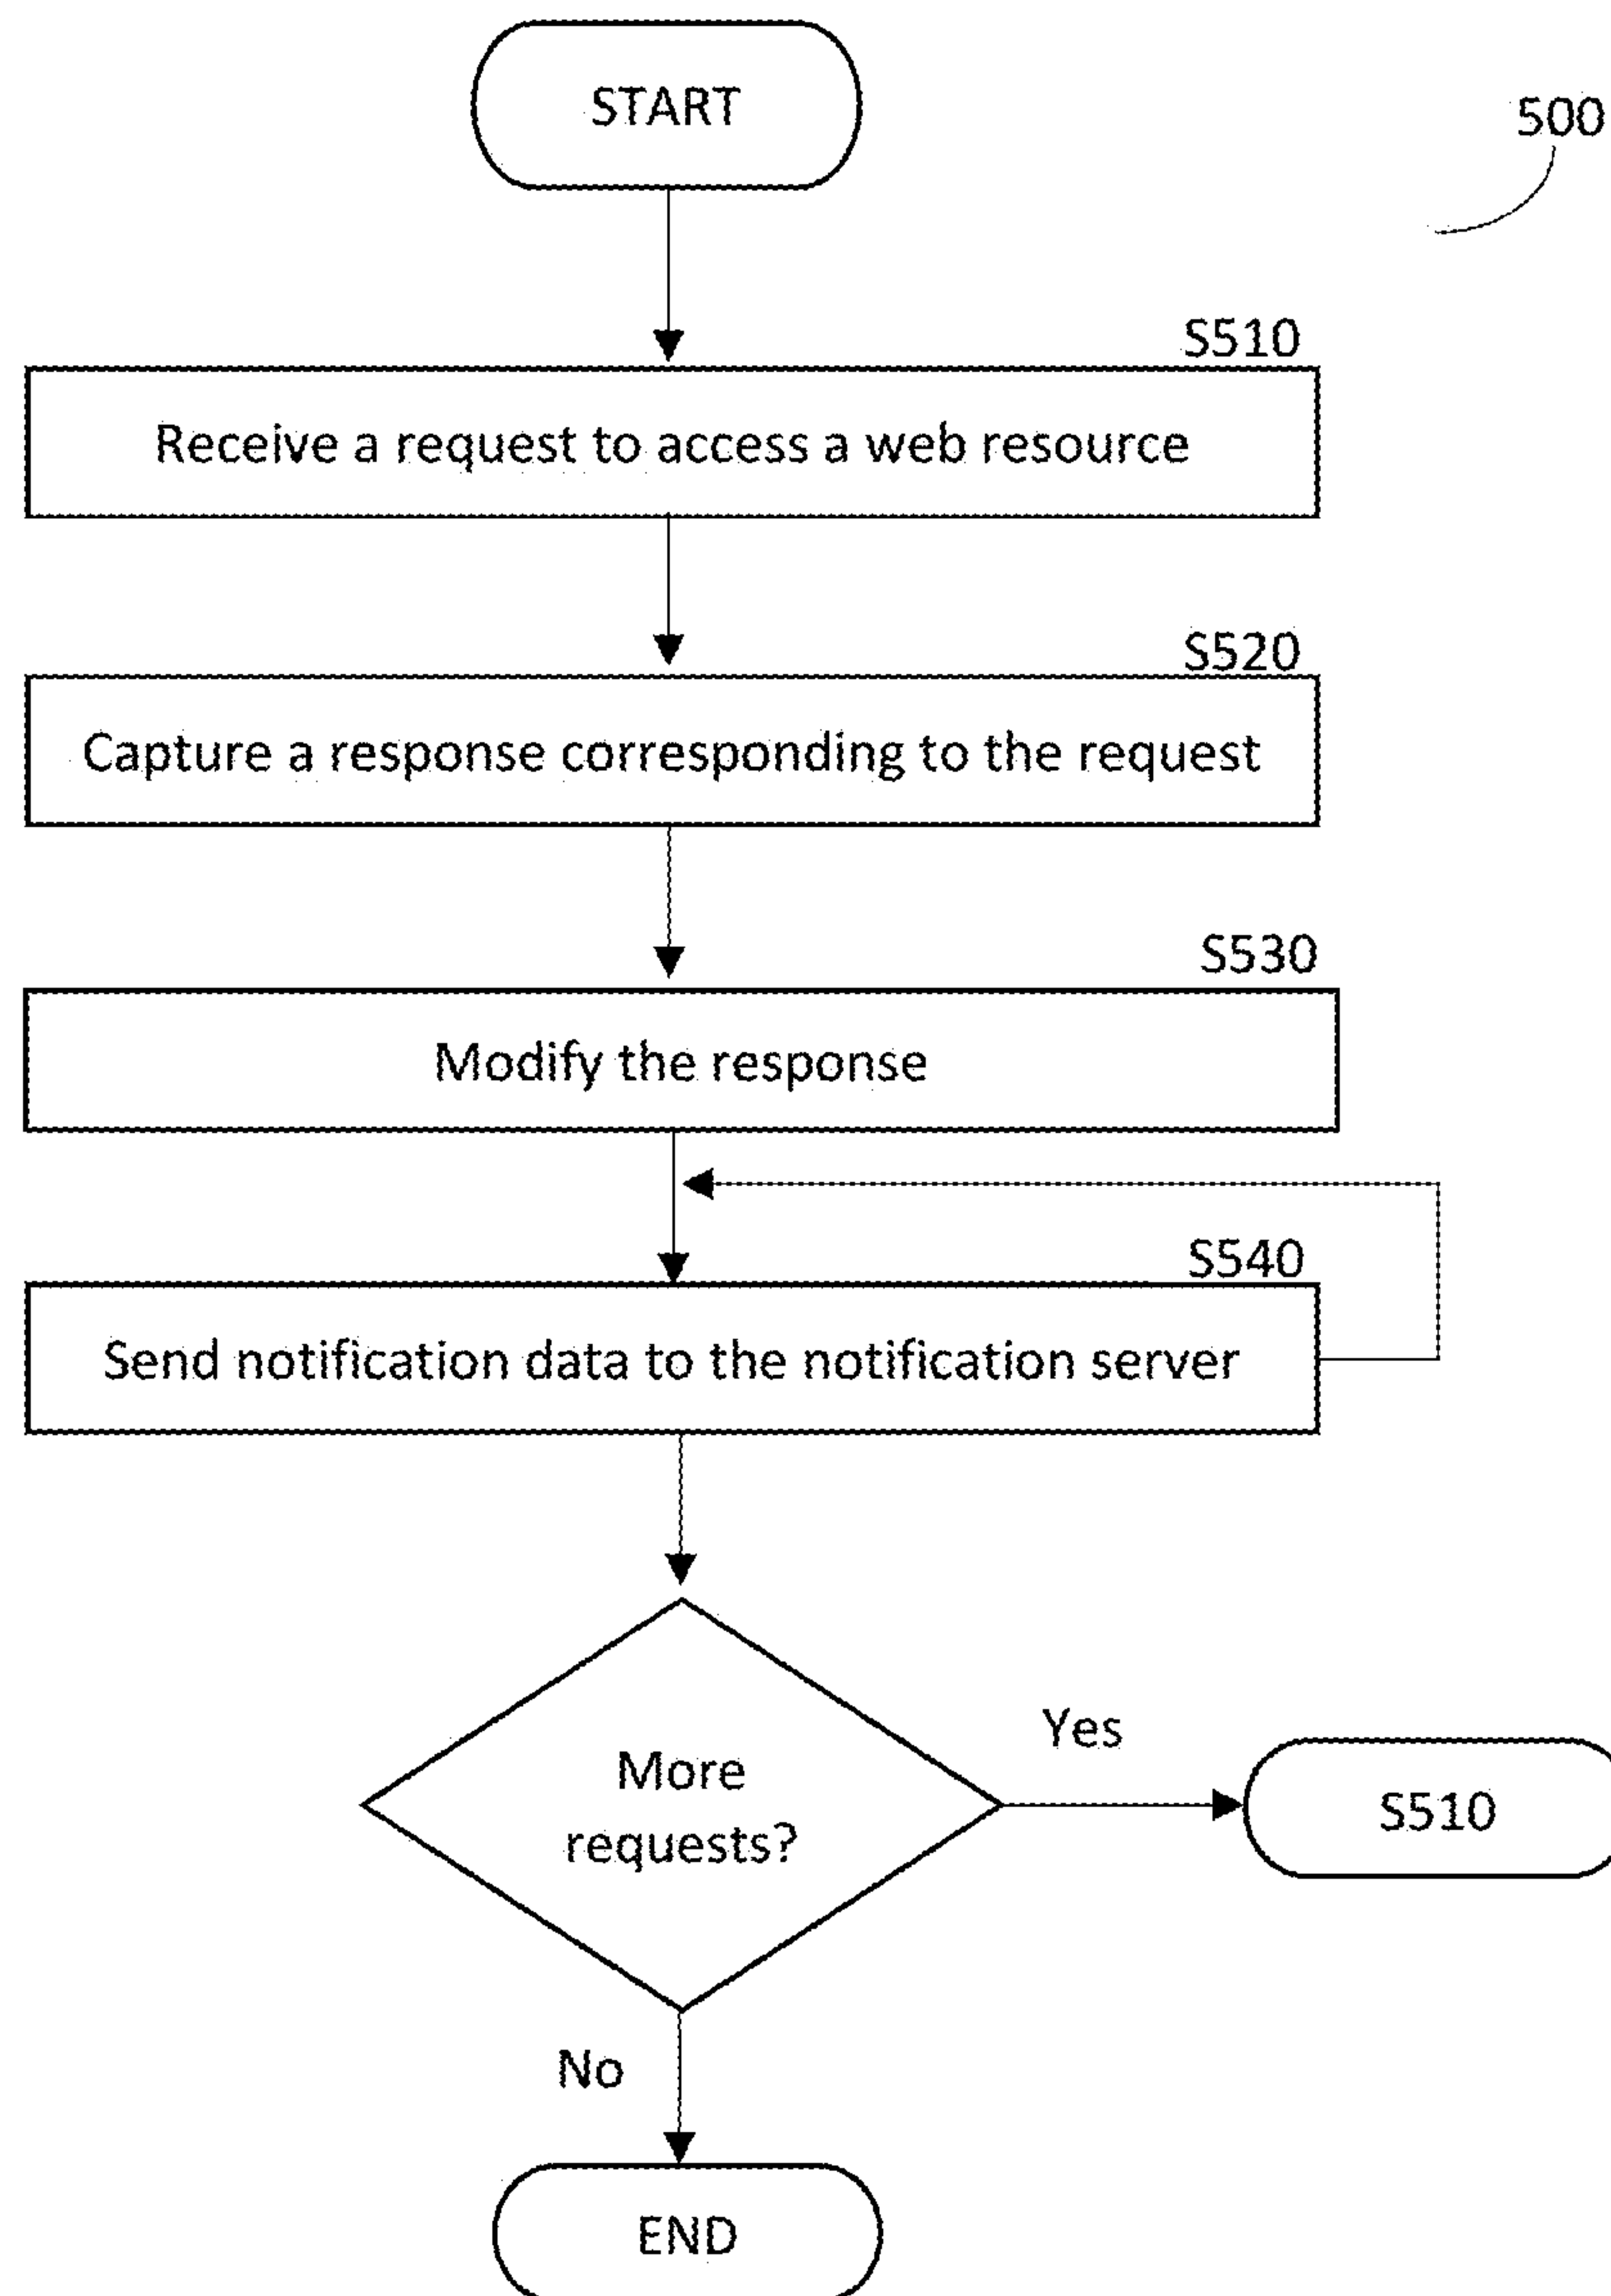 START
500
S510
Receive a request to access a web resource
S520
Capture a response corresponding to the request
S530
Modify the response
S540
Send notification data to the notification server
More
requests?
Yes
S510
No
END